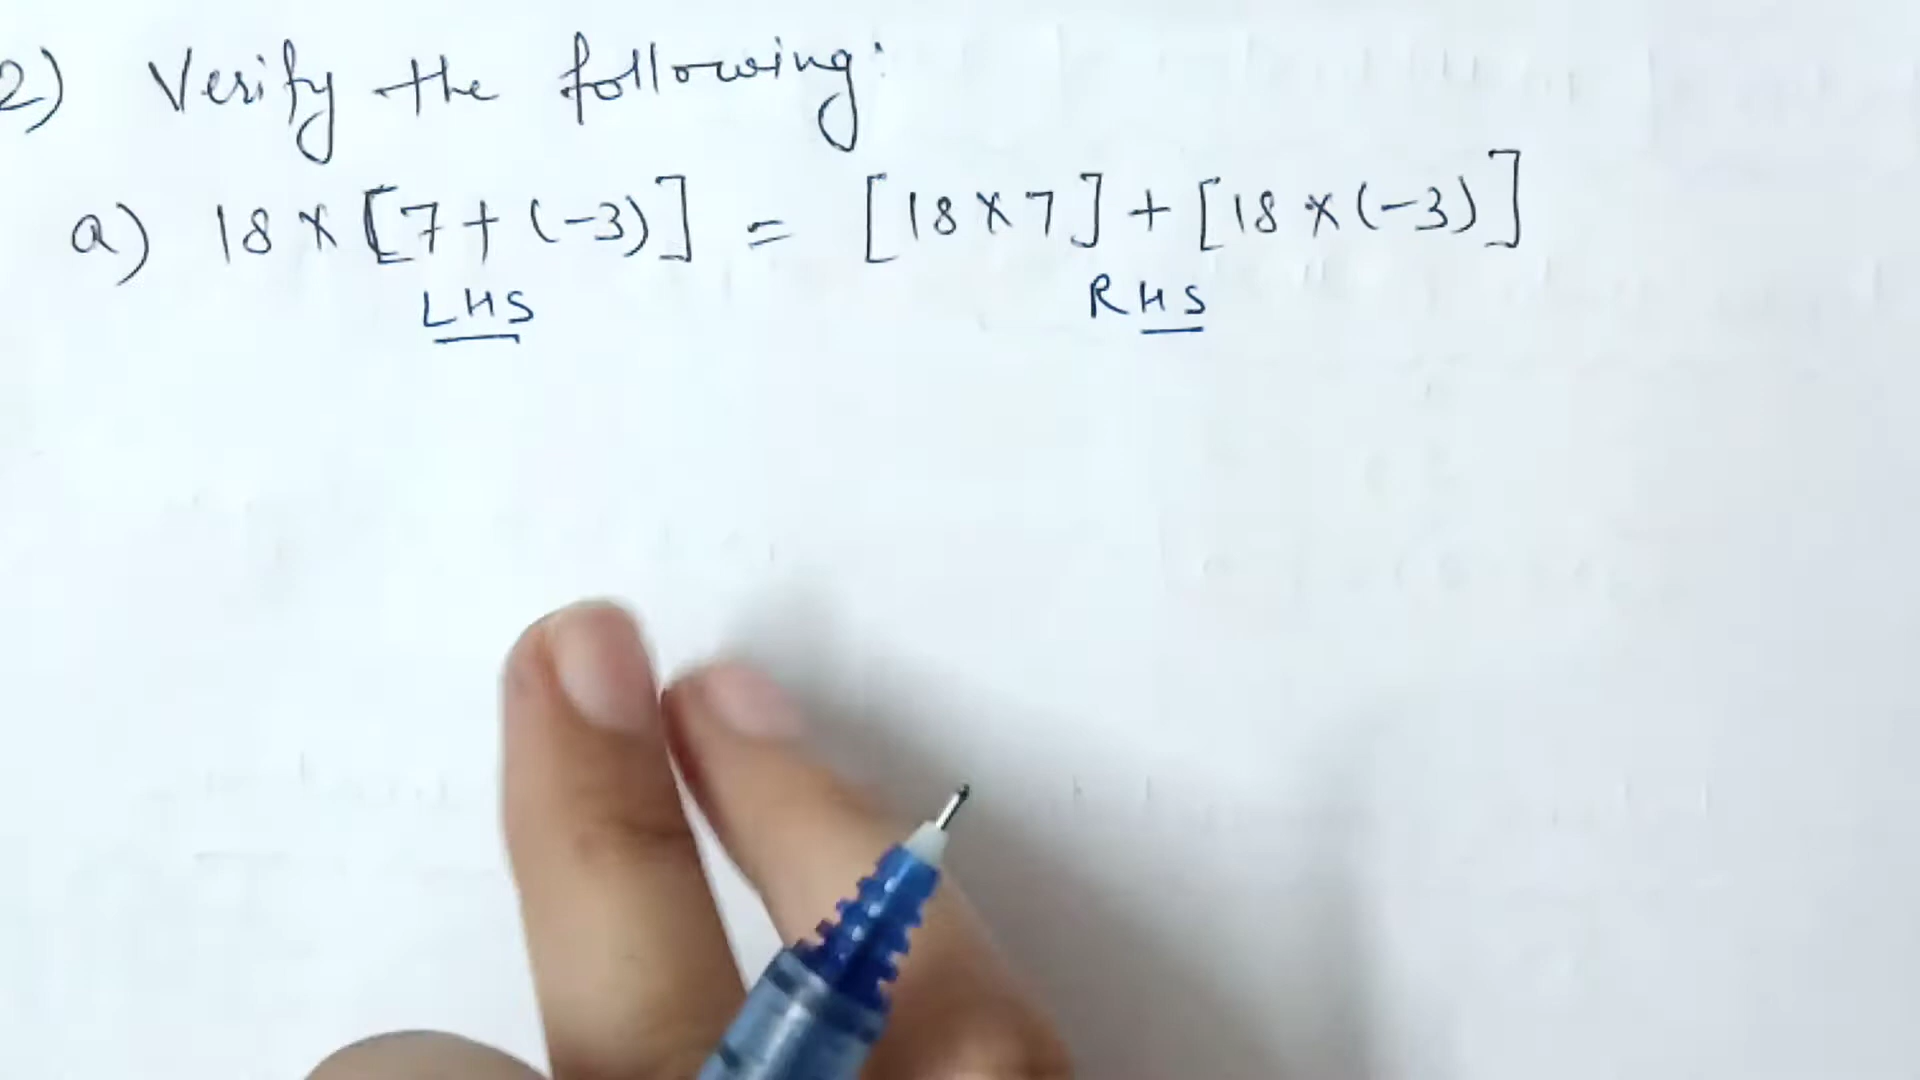 2) Verify the following:
a) 18 × [7 + (-3)] = [18 × 7] + [18 × (-3)]
LHS RHS